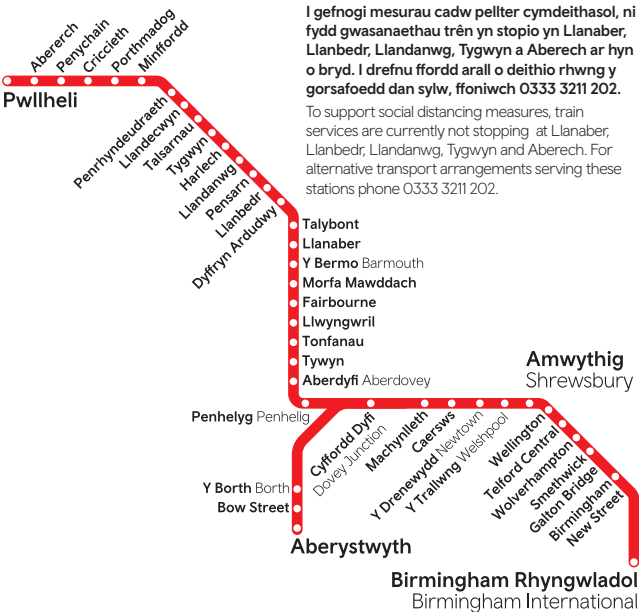 I gefnogi mesurau cadw pellter cymdeithasol, ni
fydd gwasanaethau trên yn stopio yn Llanaber,
Llanbedr, Llandanwg, Tygwyn a Aberech ar hyn
o bryd. I drefnu ffordd arall o deithio rhwng y
gorsafoedd dan sylw, ffoniwch 0333 3211 202.
To support social distancing measures, train
services are currently not stopping at Llanaber,
Llanbedr, Llandanwg, Tygwyn and Aberech. For
alternative transport arrangements serving these
stations phone 0333 3211 202.
Pwllheli
Abererch
Penychain
Criccieth
Porthmadog
Minffordd
Penrhyndeudraeth
Llandecwyn
Talsarnau
Tygwyn
Harlech
Llandanwg
Pensarn
Llanbedr
Dyffryn Ardudwy
Talybont
Llanaber
Y Bermo Barmouth
Morfa Mawddach
Fairbourne
Llwyngwril
Tonfanau
Tywyn
Aberdyfi Aberdovey
Penhelyg Penhelig
Cyffordd Dyfi
Dovey Junction
Y Borth Borth
Bow Street
Aberystwyth
Machynlleth
Caersws
Y Drenewydd Newtown
Y Trallwng Welshpool
Amwythig
Shrewsbury
Wellington
Telford Central
Wolverhampton
Smethwick
Galton Bridge
Birmingham
New Street
Birmingham Rhyngwladol
Birmingham International